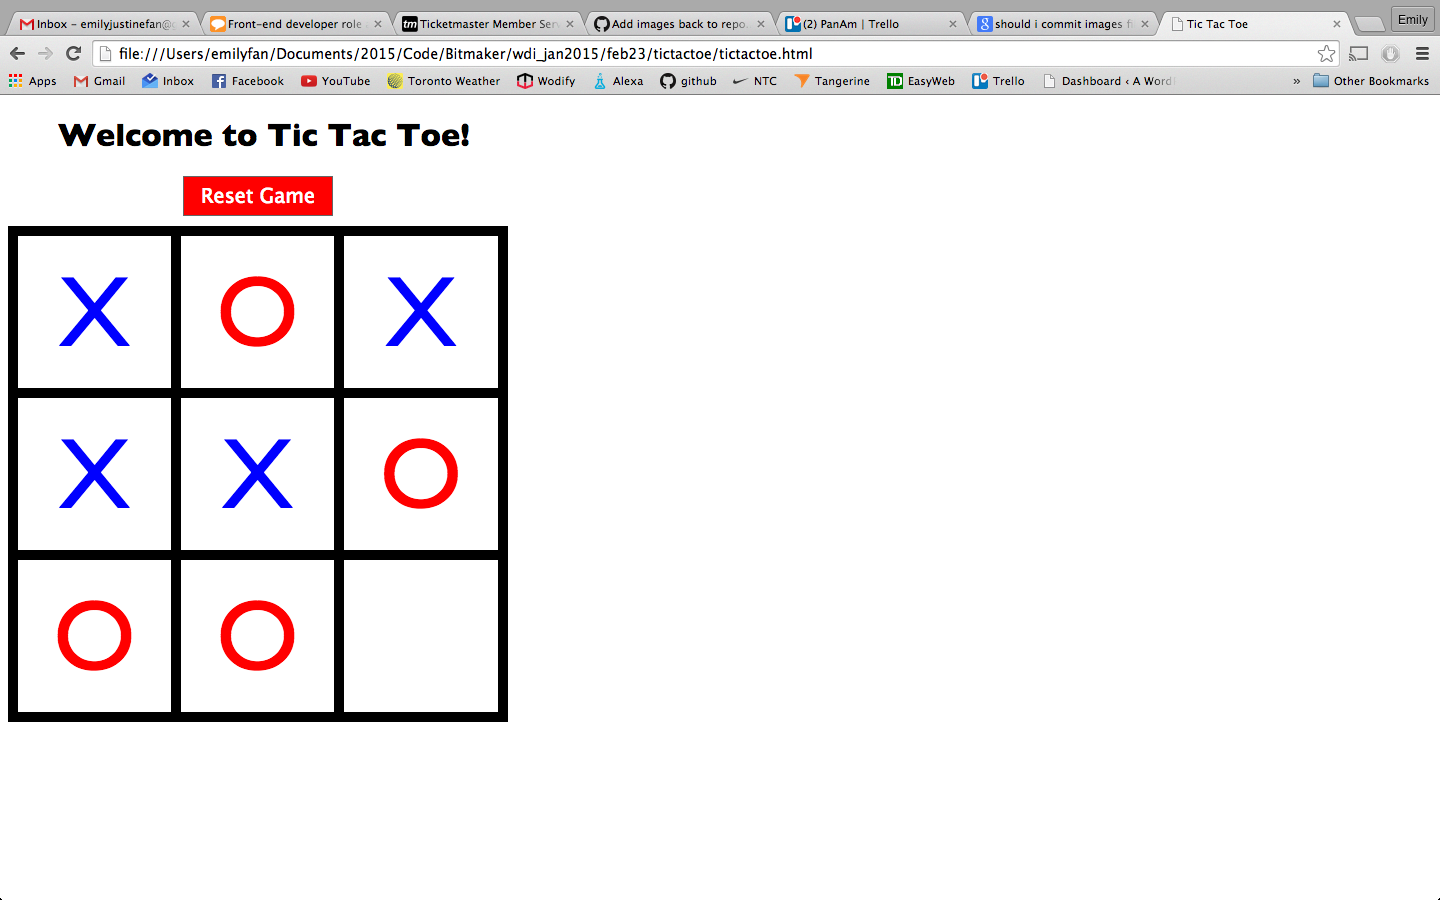 Inbox – emilyjustinefan@g
Front-end developer role
Ticketmaster Member Serv
Add images back to repo.
(2) PanAm | Trello
should i commit images fi
Tic Tac Toe
Emily
file:///Users/emilyfan/Documents/2015/Code/Bitmaker/wdi_jan2015/feb23/tictactoe/tictactoe.html
Apps Gmail Inbox Facebook YouTube Toronto Weather Wodify Alexa github NTC Tangerine EasyWeb Trello Dashboard ‹ A Word » Other Bookmarks
Welcome to Tic Tac Toe!
Reset Game
X O X
X X O
O O